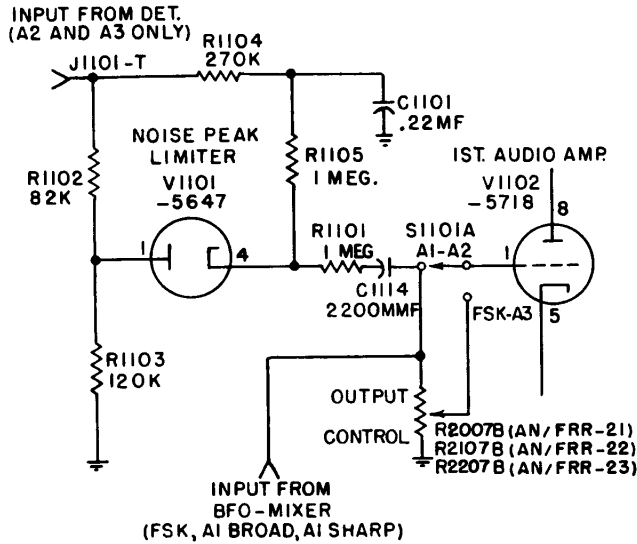 INPUT FROM DET.
(A2 AND A3 ONLY)
J1101-T
R1104
270K
C1101
.22MF
NOISE PEAK
LIMITER
V1101
-5647
R1102
82K
R1105
1 MEG.
1ST. AUDIO AMP.
V1102
-5718
8
1
4
R1101
1 MEG
C1114
2200MMF
S1101A
A1-A2
1
FSK-A3
5
R1103
120K
OUTPUT
CONTROL
R2007B (AN/FRR-21)
R2107B (AN/FRR-22)
R2207B (AN/FRR-23)
INPUT FROM
BFO-MIXER
(FSK, A1 BROAD, A1 SHARP)